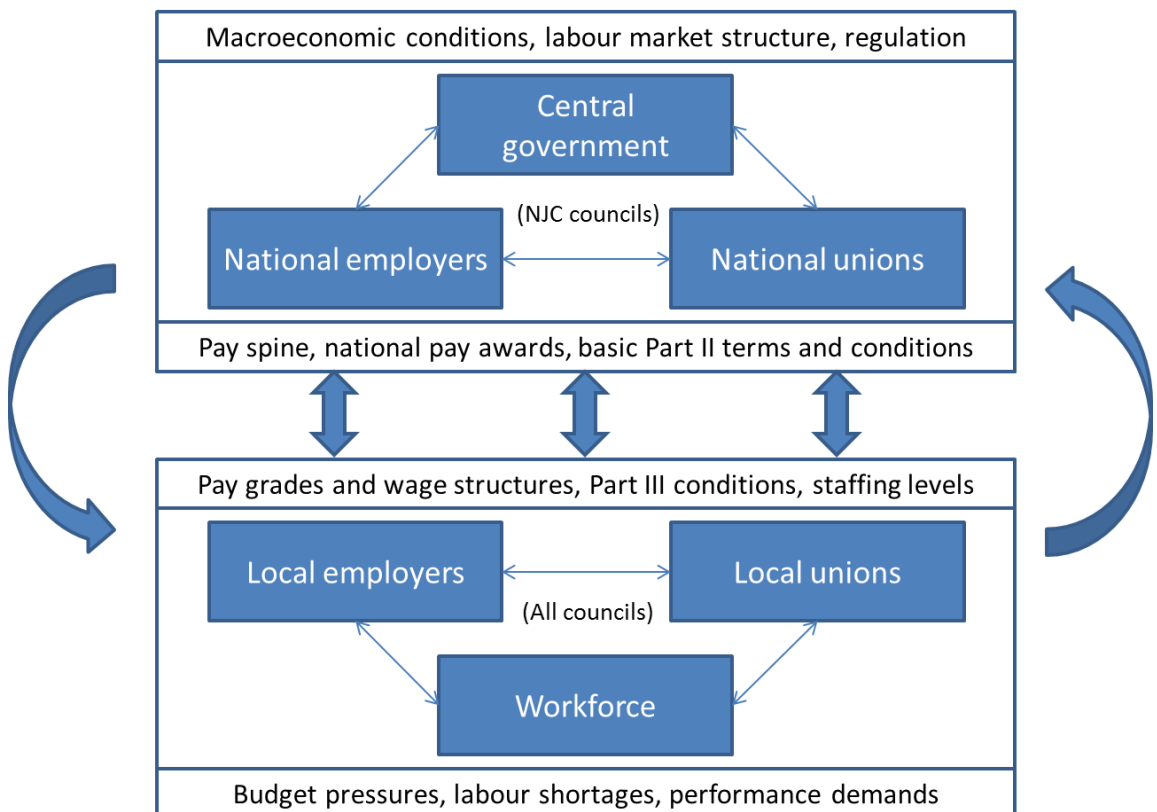 Macroeconomic conditions, labour market structure, regulation
Central
government
(NJC councils)
National employers
National unions
Pay spine, national pay awards, basic Part II terms and conditions
Pay grades and wage structures, Part III conditions, staffing levels
Local employers
Local unions
(All councils)
Workforce
Budget pressures, labour shortages, performance demands